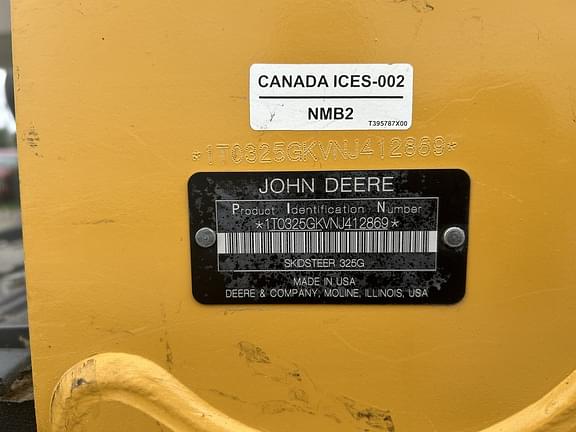 CANADA ICES-002
NMB2
T395787X00
*1T0325GKVNJ412869*
JOHN DEERE
Product Identification Number
*1T0325GKVNJ412869*
SKDSTEER 325G
MADE IN USA
DEERE & COMPANY; MOLINE, ILLINOIS, USA